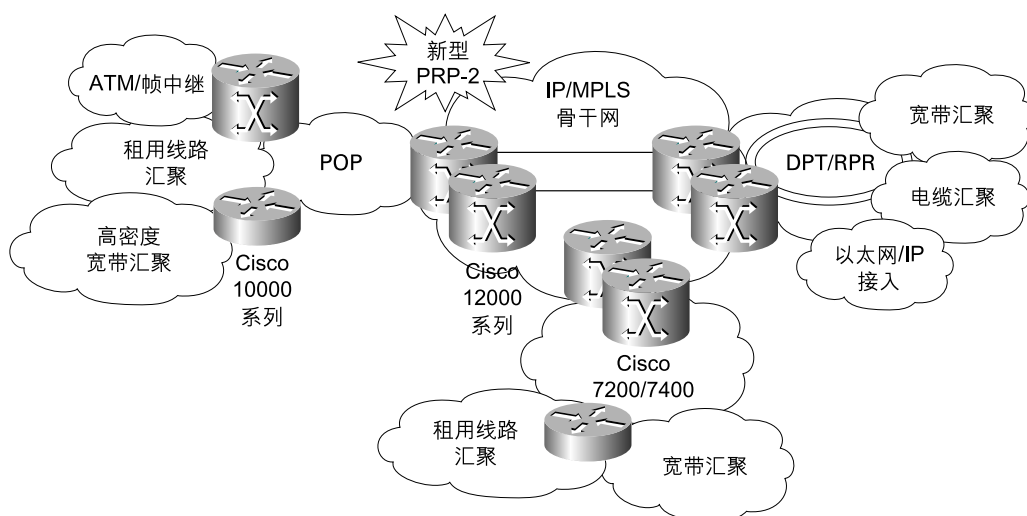 新型
PRP-2
ATM/帧中继
IP/MPLS
骨干网
宽带汇聚
租用线路
汇聚
POP
DPT/RPR
电缆汇聚
高密度
宽带汇聚
以太网/IP
接入
Cisco
10000
系列
Cisco
12000
系列
Cisco
7200/7400
租用线路
汇聚
宽带汇聚